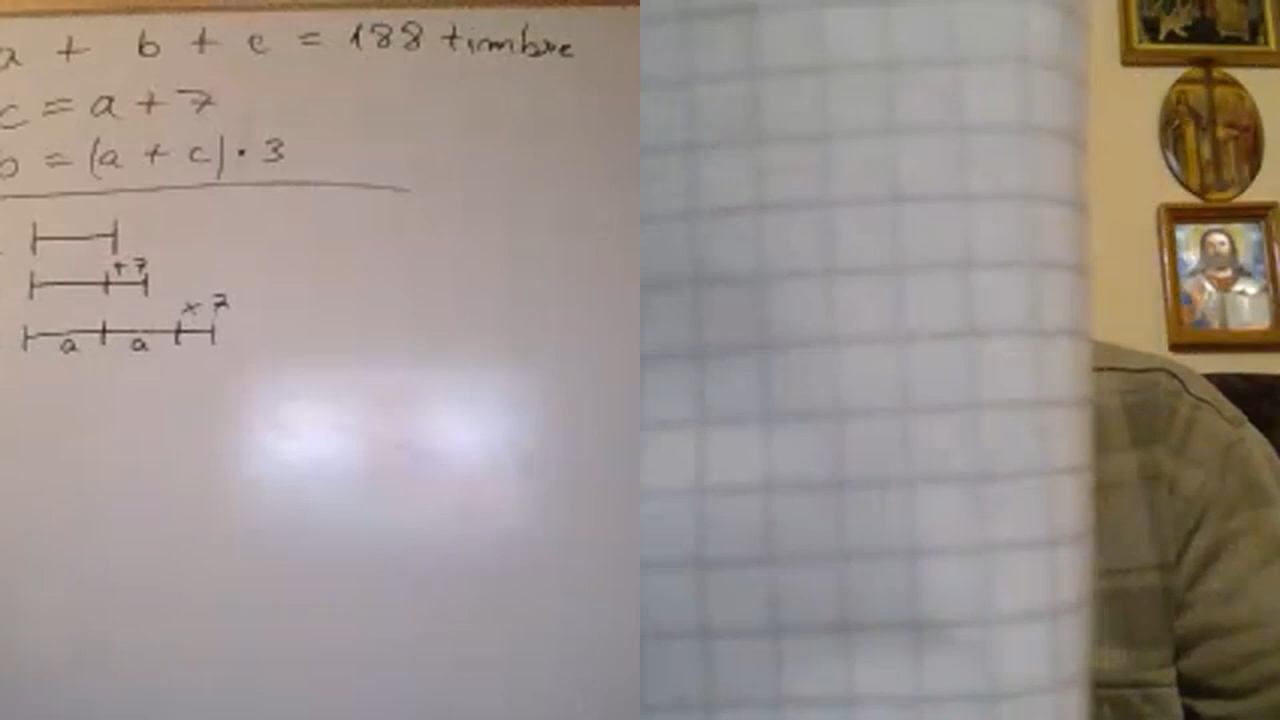 a + b + c = 188 timbre
c = a + 7
b = (a + c) · 3
+7
+ 7
a a